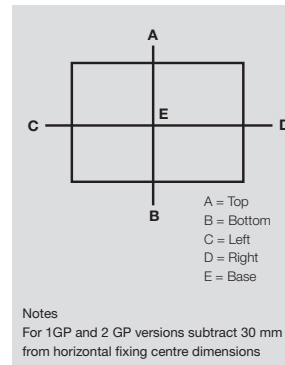 A
E
C
D
B
A = Top
B = Bottom
C = Left
D = Right
E = Base
Notes
For 1GP and 2 GP versions subtract 30 mm
from horizontal fixing centre dimensions